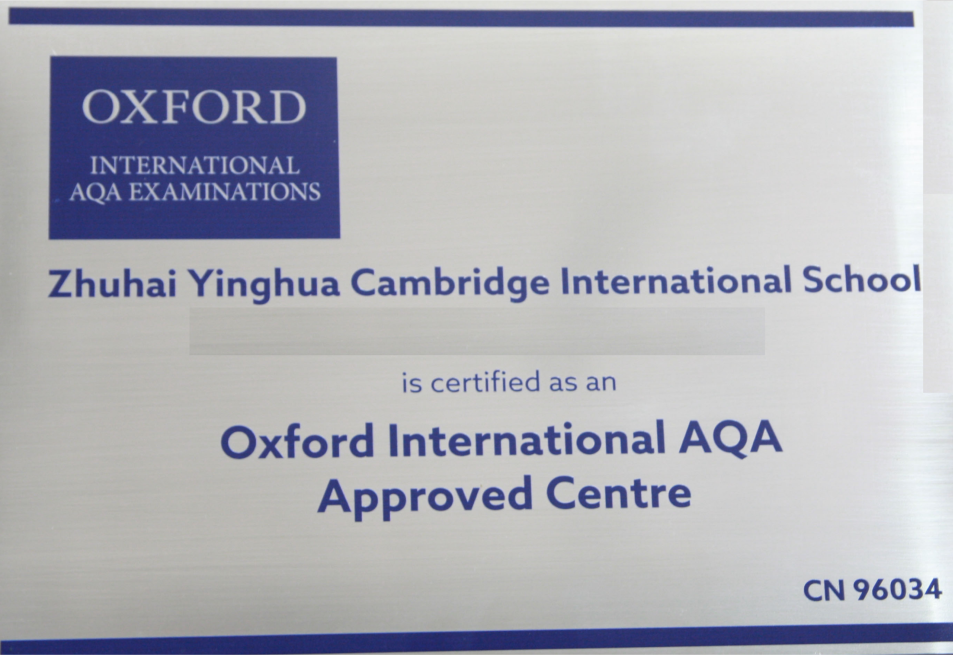 OXFORD
INTERNATIONAL
AQA EXAMINATIONS
Zhuhai Yinghua Cambridge International School
is certified as an
Oxford International AQA
Approved Centre
CN 96034